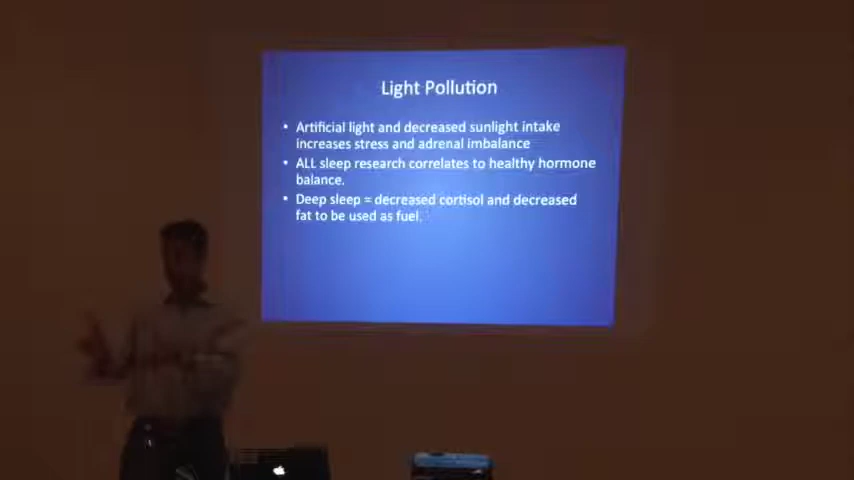 Light Pollution
• Artificial light and decreased sunlight intake
increases stress and adrenal imbalance
• ALL sleep research correlates to healthy hormone
balance.
• Deep sleep = decreased cortisol and decreased
fat to be used as fuel.